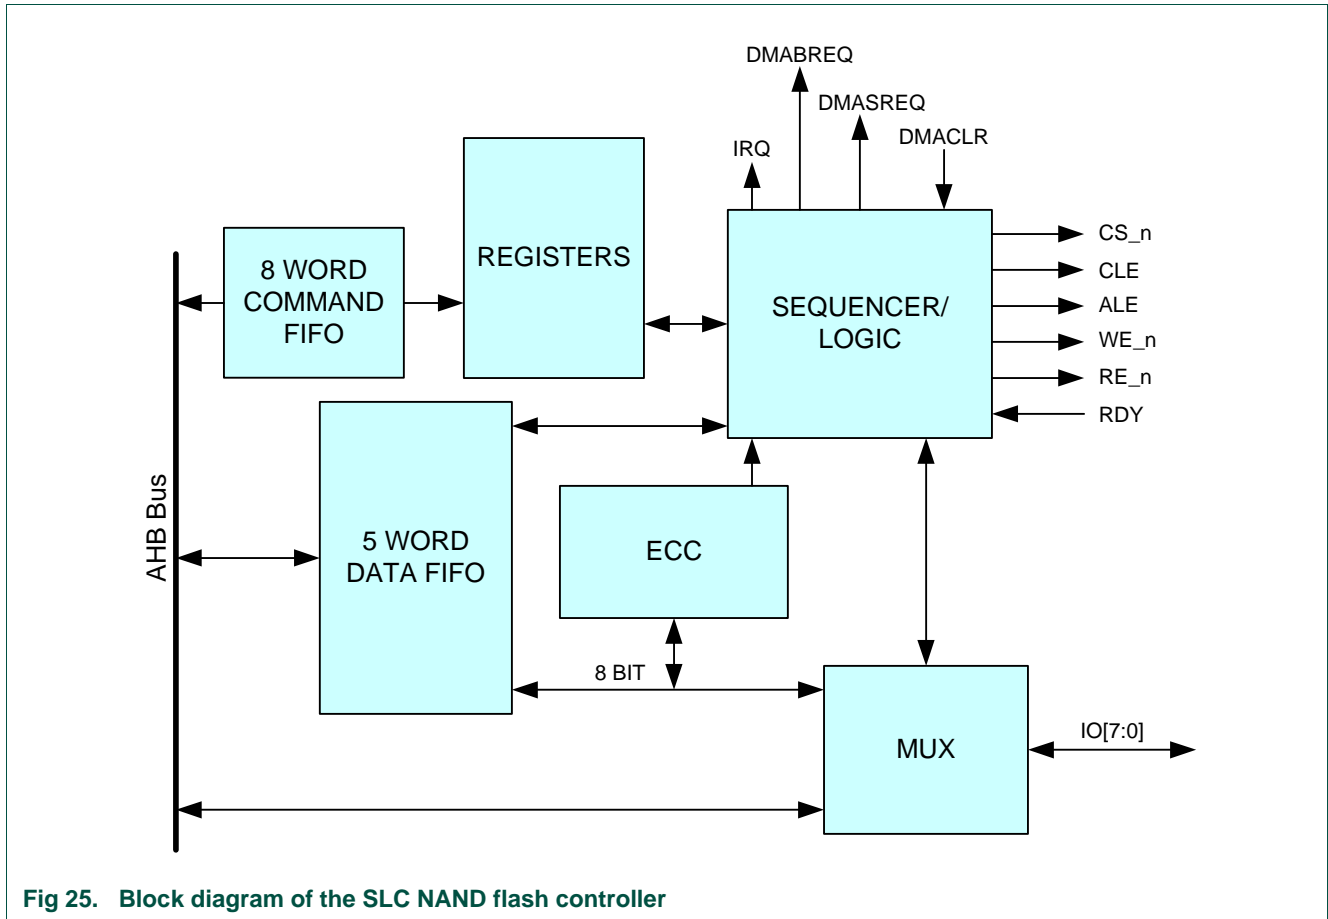 DMABREQ
DMASREQ
DMACLR
IRQ
REGISTERS
8 WORD
COMMAND
FIFO
SEQUENCER/
LOGIC
CS_n
CLE
ALE
WE_n
RE_n
RDY
AHB Bus
5 WORD
DATA FIFO
ECC
8 BIT
MUX
IO[7:0]
Fig 25. Block diagram of the SLC NAND flash controller